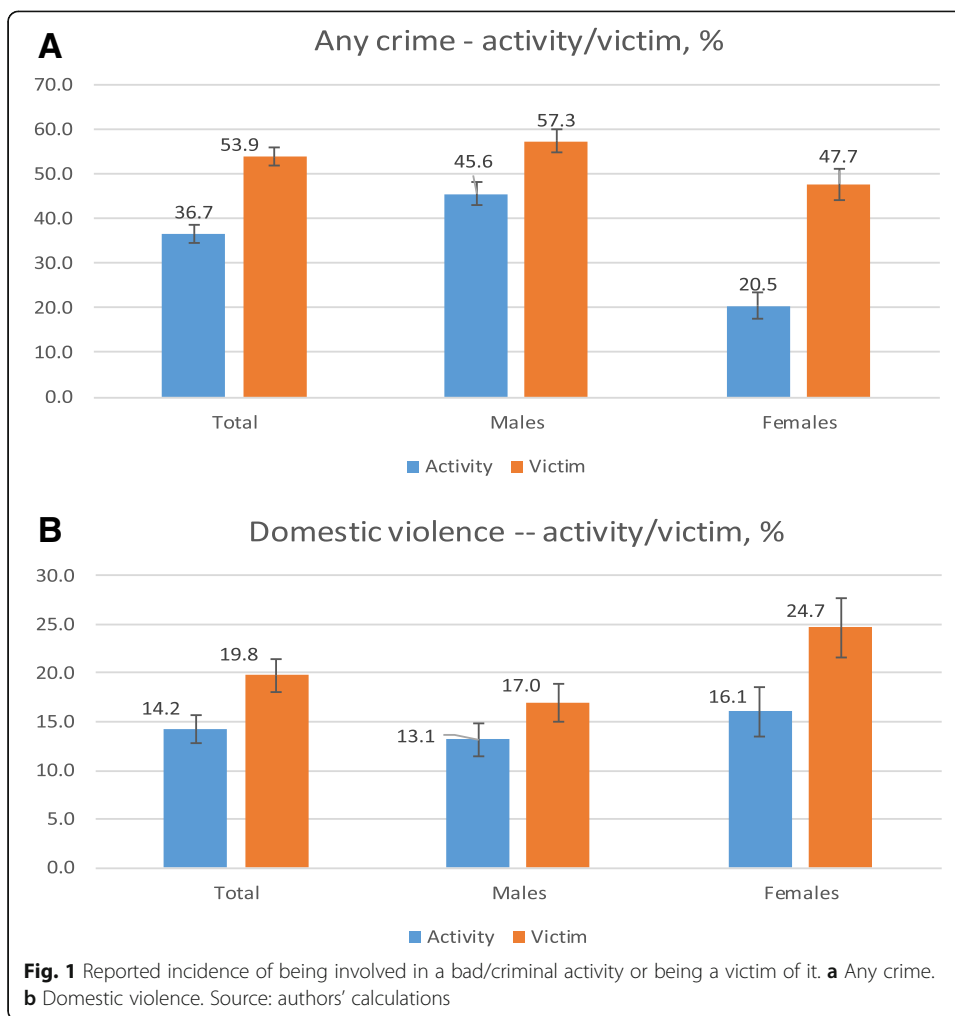 A
Any crime - activity/victim, %
70.0
60.0
50.0
40.0
30.0
20.0
10.0
0.0
36.7
53.9
45.6
57.3
20.5
47.7
Total
Males
Females
Activity
Victim
B
Domestic violence -- activity/victim, %
30.0
25.0
20.0
15.0
10.0
5.0
0.0
14.2
19.8
13.1
17.0
16.1
24.7
Total
Males
Females
Activity
Victim
Fig. 1 Reported incidence of being involved in a bad/criminal activity or being a victim of it. a Any crime.
b Domestic violence. Source: authors’ calculations